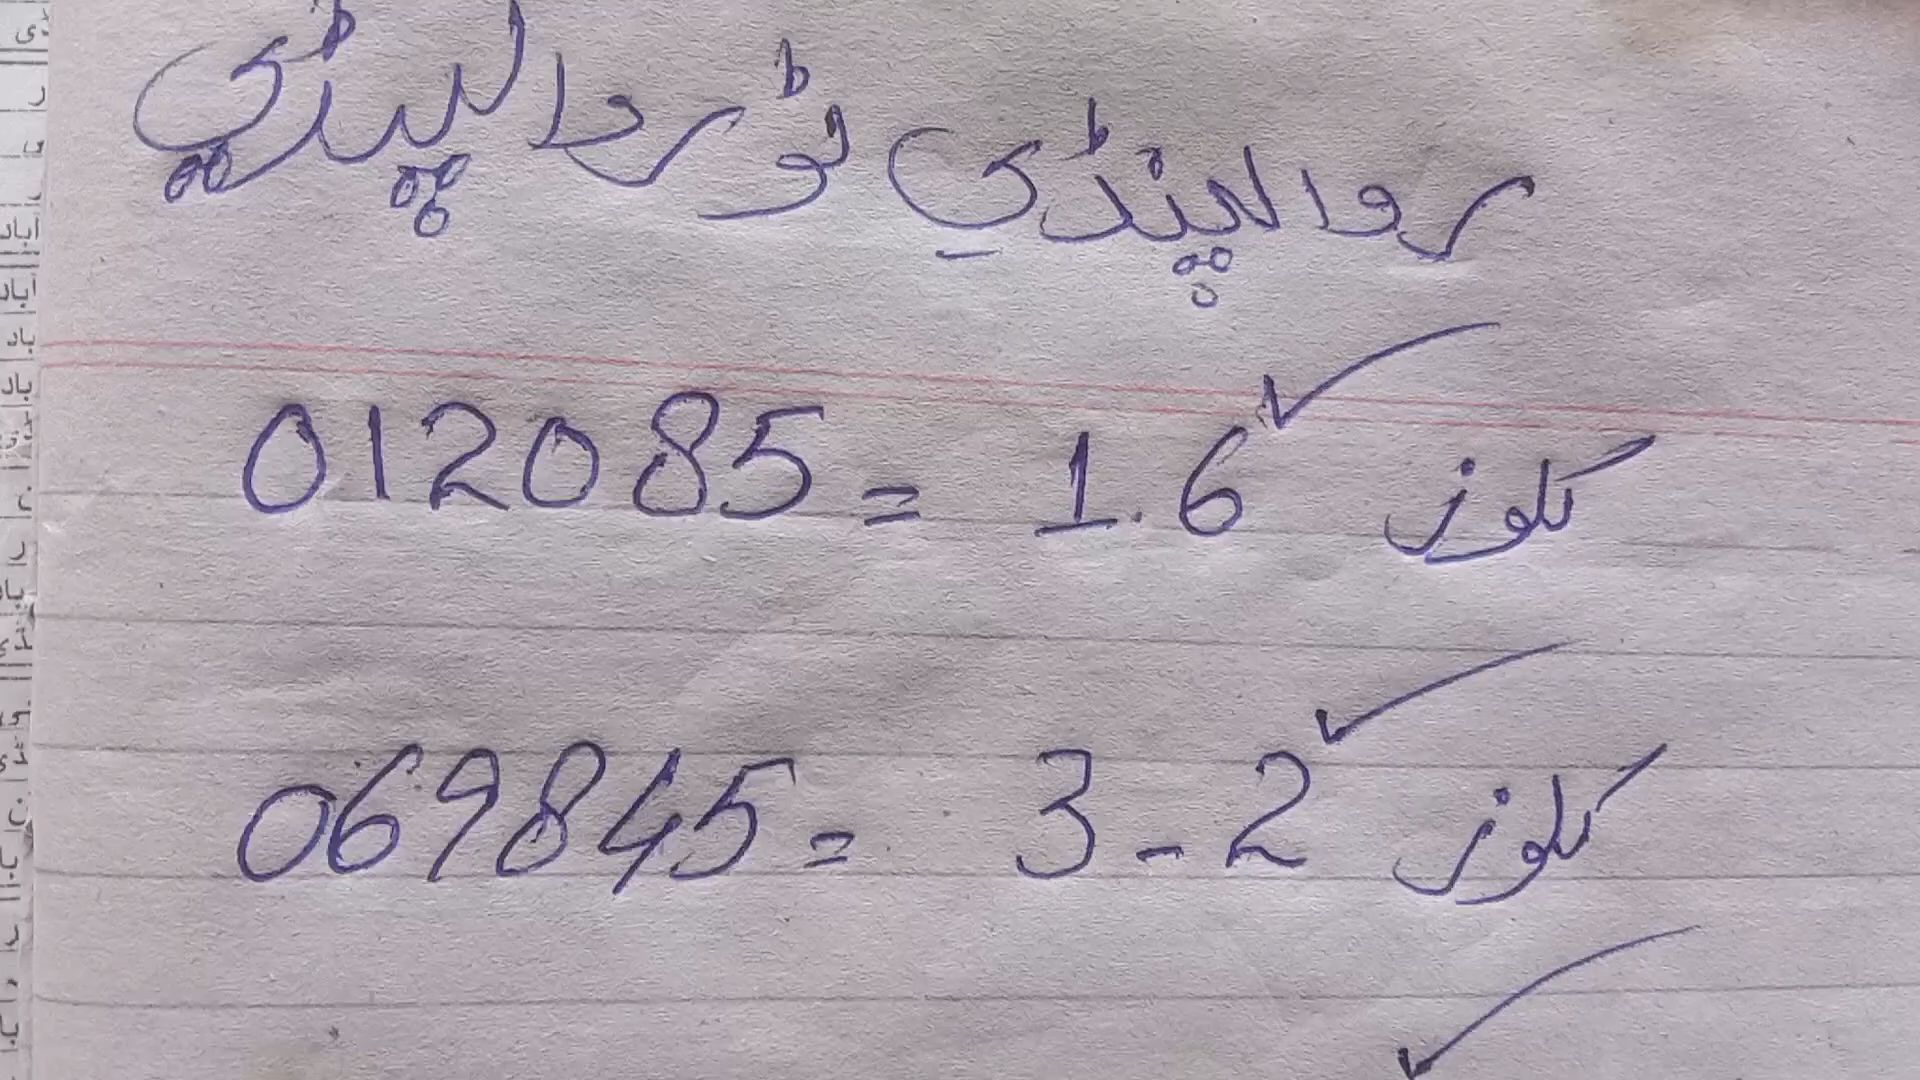 راولپنڈی ٹو راولپنڈی
012085 = 1.6 کلوز
069845 = 3-2 کلوز